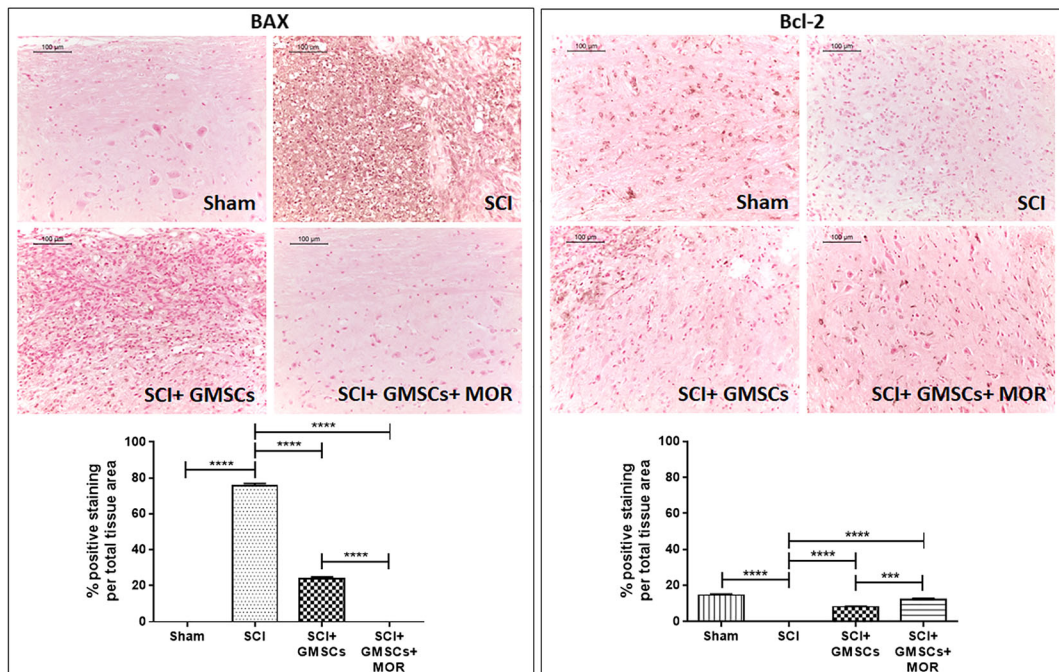 BAX
100 µm
100 µm
Sham
SCI
100 µm
100 µm
SCI+ GMSCs
SCI+ GMSCs+ MOR
% positive staining
per total tissue area
100
80
60
40
20
0
****
****
****
****
Sham
SCI
SCI+
GMSCs
SCI+
GMSCs+
MOR
Bcl-2
100 µm
100 µm
Sham
SCI
100 µm
100 µm
SCI+ GMSCs
SCI+ GMSCs+ MOR
% positive staining
per total tissue area
100
80
60
40
20
0
****
****
****
***
Sham
SCI
SCI+
GMSCs
SCI+
GMSCs+
MOR